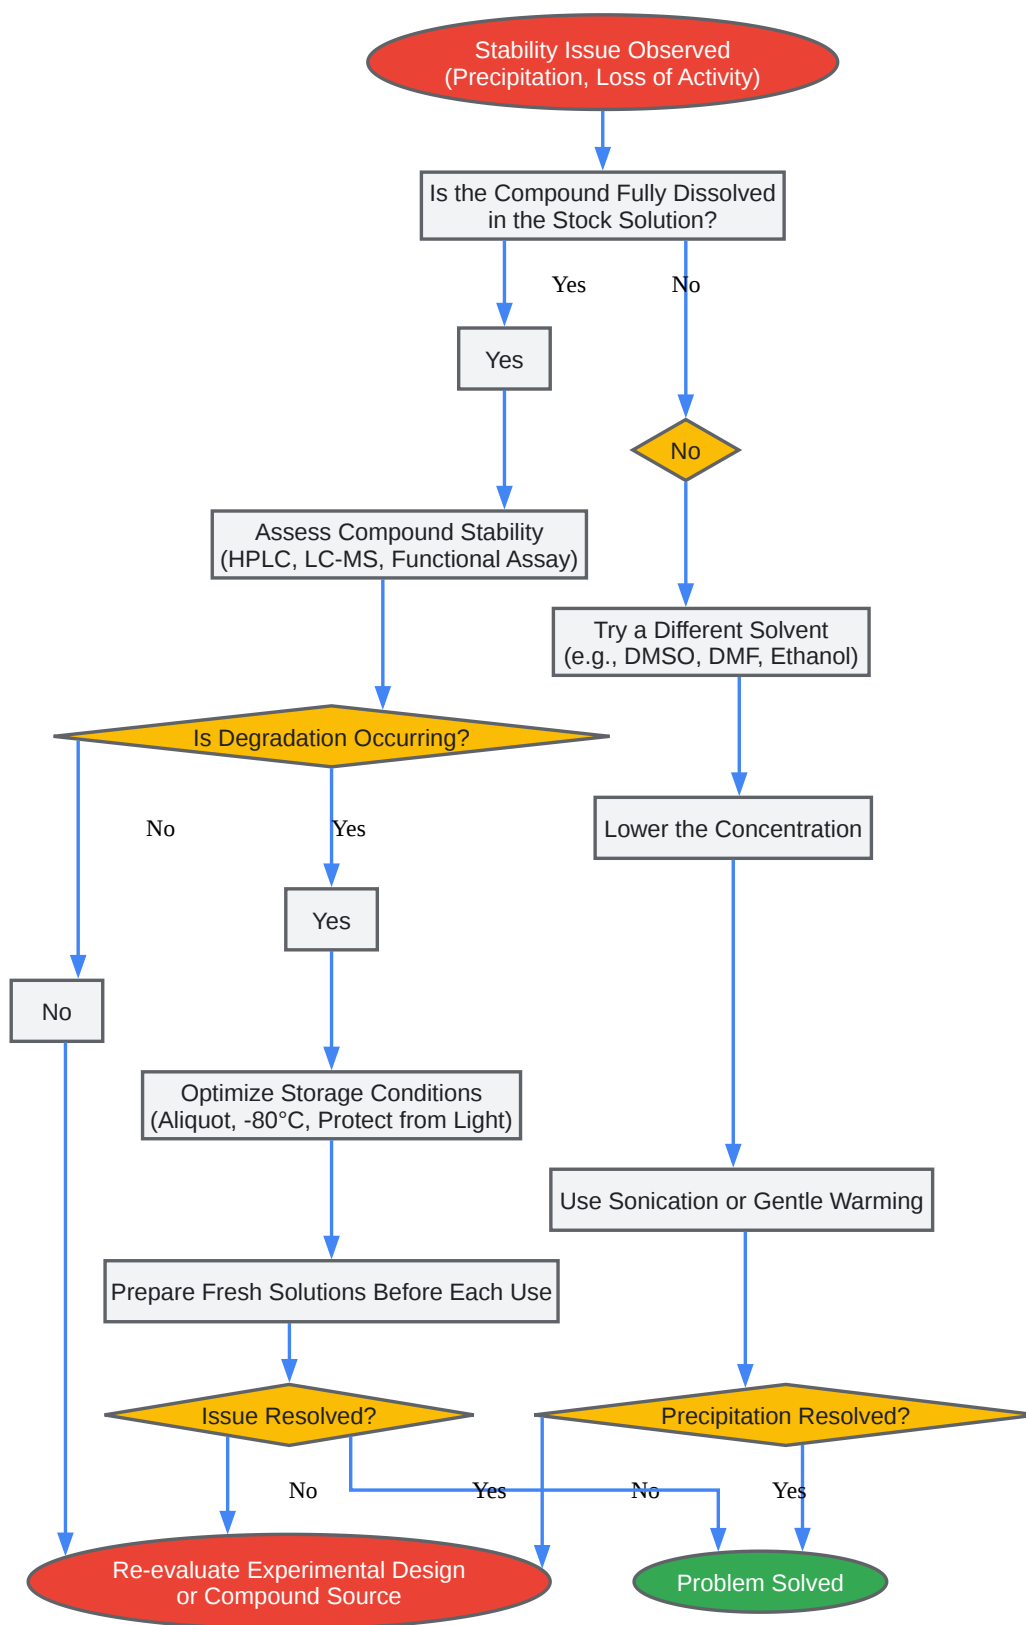 Stability Issue Observed
(Precipitation, Loss of Activity)
Is the Compound Fully Dissolved
in the Stock Solution?
Yes
No
Yes
No
Assess Compound Stability
(HPLC, LC-MS, Functional Assay)
Try a Different Solvent
(e.g., DMSO, DMF, Ethanol)
Is Degradation Occurring?
No
Yes
Lower the Concentration
Yes
No
Optimize Storage Conditions
(Aliquot, -80°C, Protect from Light)
Use Sonication or Gentle Warming
Prepare Fresh Solutions Before Each Use
Issue Resolved?
Precipitation Resolved?
No
Yes
No
Yes
Re-evaluate Experimental Design
or Compound Source
Problem Solved